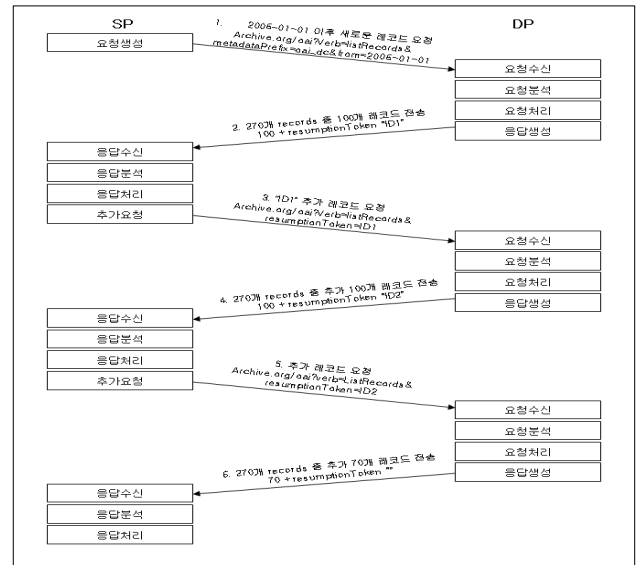 SP
DP
1. 2005-01-01 이후 새로운 레코드 요청
Archive.org/oai?Verb=listRecords&
metadataPrefix=oai_dc&from=2005-01-01
요청생성
요청수신
요청분석
요청처리
응답생성
2. 270개 records 중 100개 레코드 전송
100 + resumptionToken "ID1"
응답수신
응답분석
응답처리
추가요청
3. "ID1" 추가 레코드 요청
Archive.org/oai?Verb=listRecords&
resumptionToken=ID1
요청수신
요청분석
요청처리
응답생성
4. 270개 records 중 추가 100개 레코드 전송
100 + resumptionToken "ID2"
응답수신
응답분석
응답처리
추가요청
5. 추가 레코드 요청
Archive.org/oai?Verb=ListRecords&
resumptionToken=ID2
요청수신
요청분석
요청처리
응답생성
6. 270개 records 중 추가 70개 레코드 전송
70 + resumptionToken ""
응답수신
응답분석
응답처리